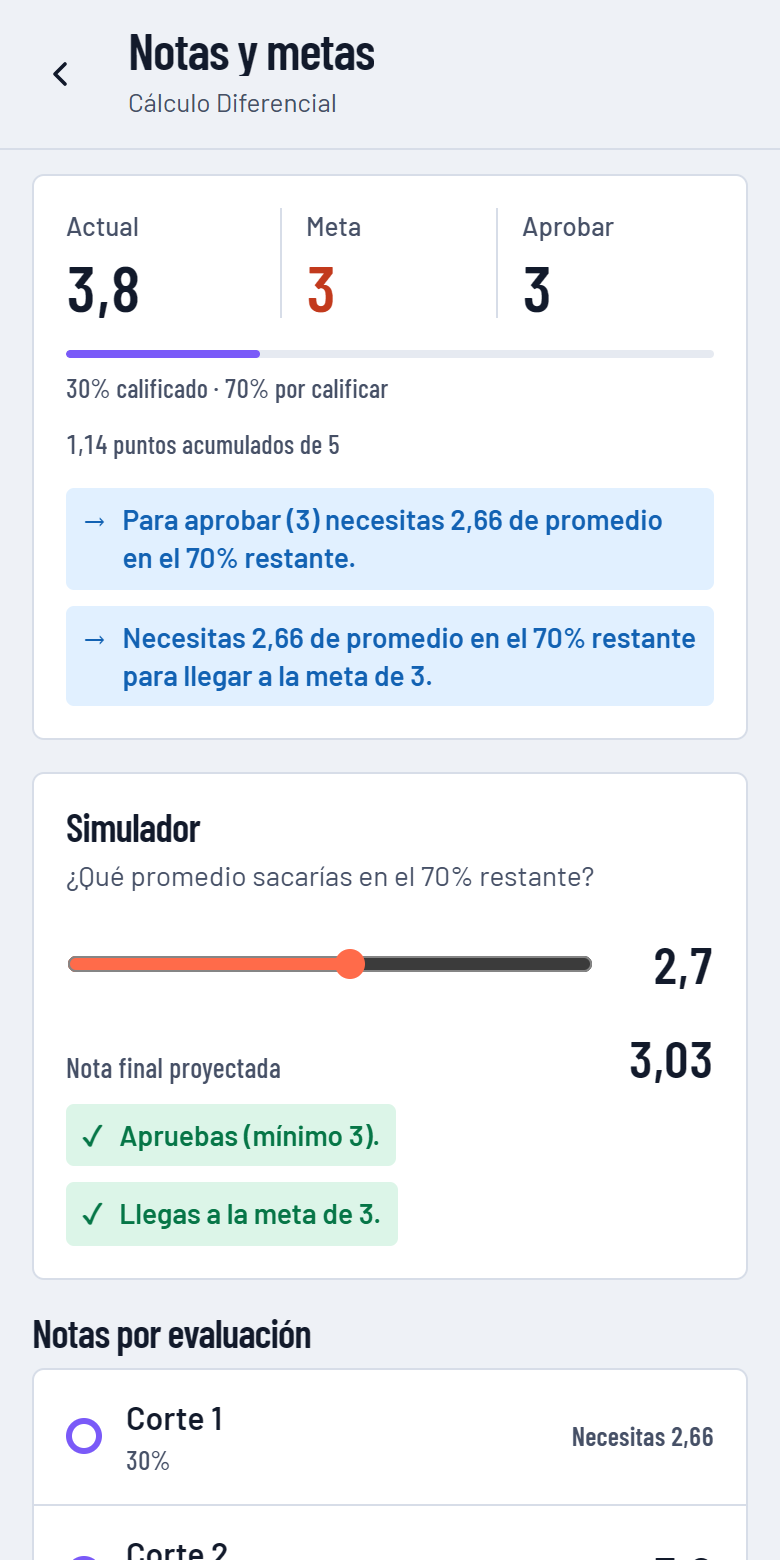 Notas y metas
Cálculo Diferencial
Actual
Meta
Aprobar
3,8
3
3
30% calificado · 70% por calificar
1,14 puntos acumulados de 5
→ Para aprobar (3) necesitas 2,66 de promedio
en el 70% restante.
→ Necesitas 2,66 de promedio en el 70% restante
para llegar a la meta de 3.
Simulador
¿Qué promedio sacarías en el 70% restante?
2,7
Nota final proyectada
3,03
✓ Apruebas (mínimo 3).
✓ Llegas a la meta de 3.
Notas por evaluación
Corte 1
30%
Necesitas 2,66
Corte 2